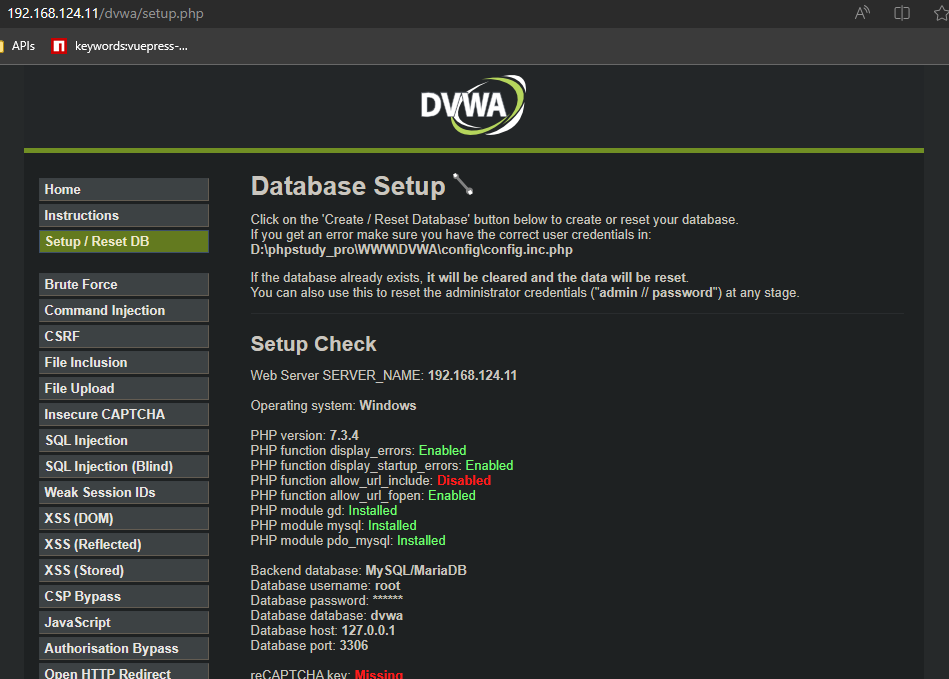 192.168.124.11/dvwa/setup.php
APIs
keywords:vuepress-...
DVWA
Home
Instructions
Setup / Reset DB
Brute Force
Command Injection
CSRF
File Inclusion
File Upload
Insecure CAPTCHA
SQL Injection
SQL Injection (Blind)
Weak Session IDs
XSS (DOM)
XSS (Reflected)
XSS (Stored)
CSP Bypass
JavaScript
Authorisation Bypass
Open HTTP Redirect
Database Setup
Click on the 'Create / Reset Database' button below to create or reset your database.
If you get an error make sure you have the correct user credentials in:
D:\phpstudy_pro\WWW\DVWA\config\config.inc.php
If the database already exists, it will be cleared and the data will be reset.
You can also use this to reset the administrator credentials ("admin // password") at any stage.
Setup Check
Web Server SERVER_NAME: 192.168.124.11
Operating system: Windows
PHP version: 7.3.4
PHP function display_errors: Enabled
PHP function display_startup_errors: Enabled
PHP function allow_url_include: Disabled
PHP function allow_url_fopen: Enabled
PHP module gd: Installed
PHP module mysql: Installed
PHP module pdo_mysql: Installed
Backend database: MySQL/MariaDB
Database username: root
Database password: ******
Database database: dvwa
Database host: 127.0.0.1
Database port: 3306
reCAPTCHA key: Missing